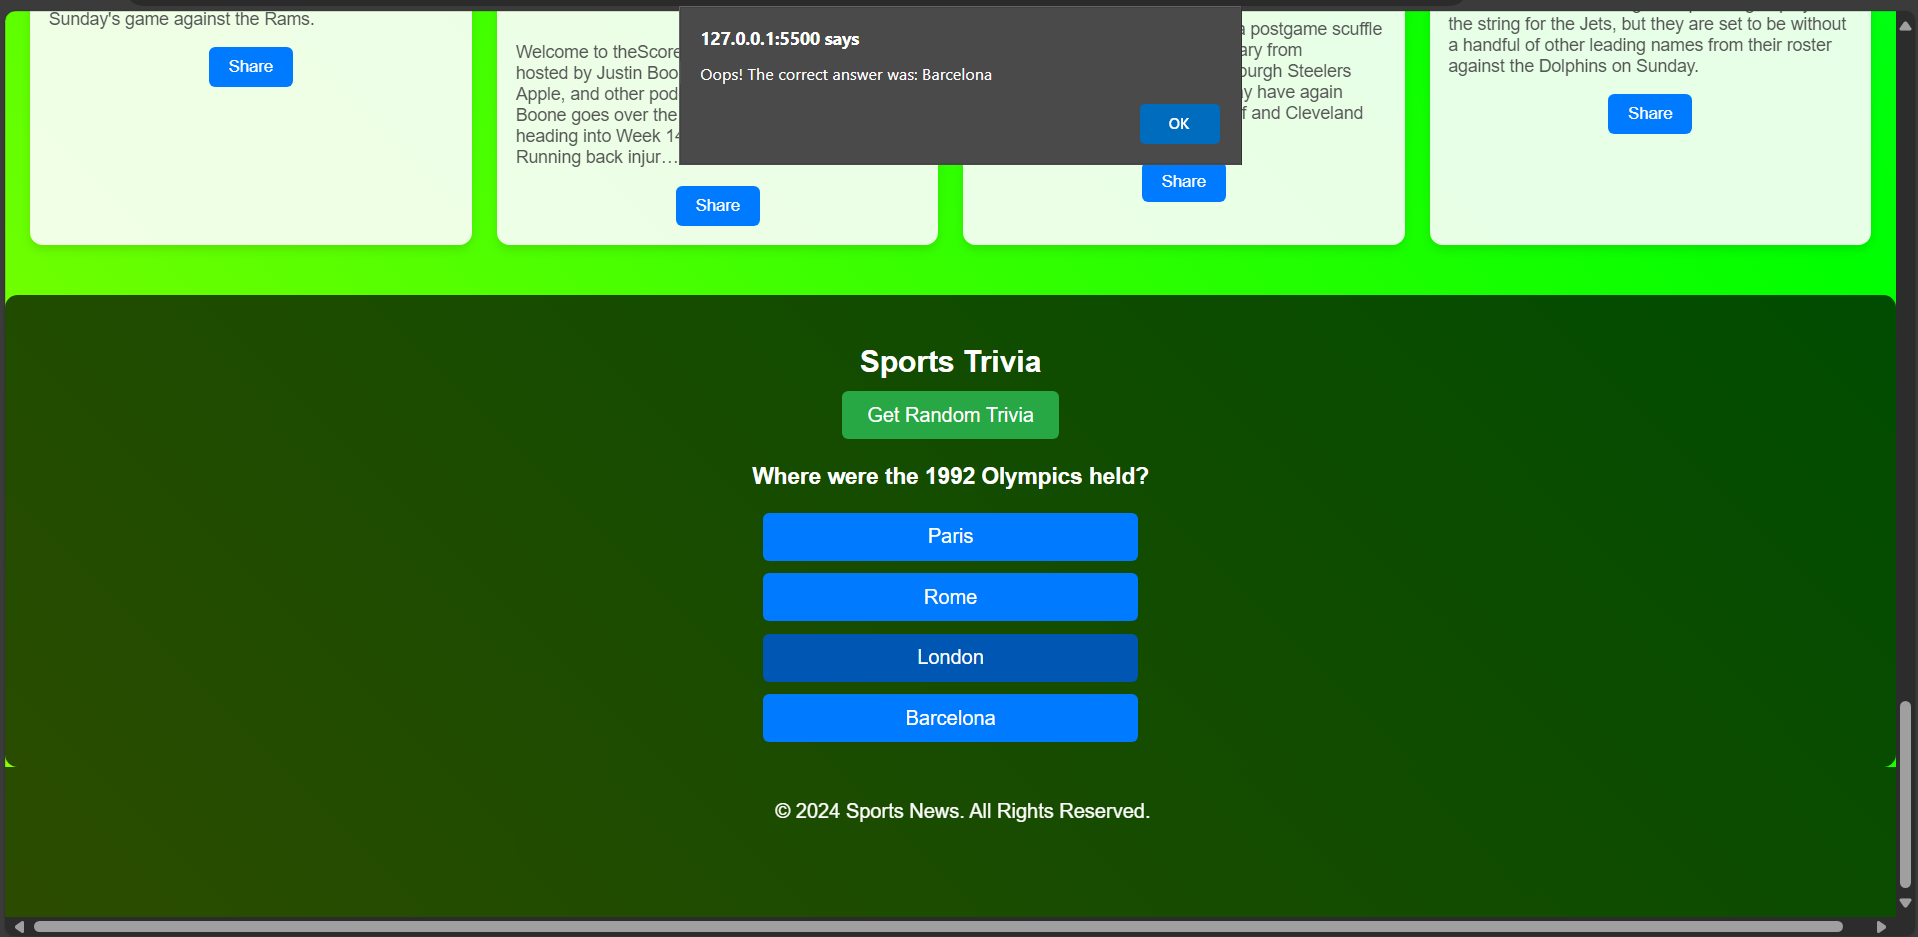 Sunday's game against the Rams.
Share
Welcome to theScore
hosted by Justin Boo
Apple, and other pod
Boone goes over the
heading into Week 14
Running back injur…
Share
127.0.0.1:5500 says
Oops! The correct answer was: Barcelona
OK
a postgame scuffle
ary from
burgh Steelers
y have again
f and Cleveland
Share
the string for the Jets, but they are set to be without
a handful of other leading names from their roster
against the Dolphins on Sunday.
Share
Sports Trivia
Get Random Trivia
Where were the 1992 Olympics held?
Paris
Rome
London
Barcelona
© 2024 Sports News. All Rights Reserved.